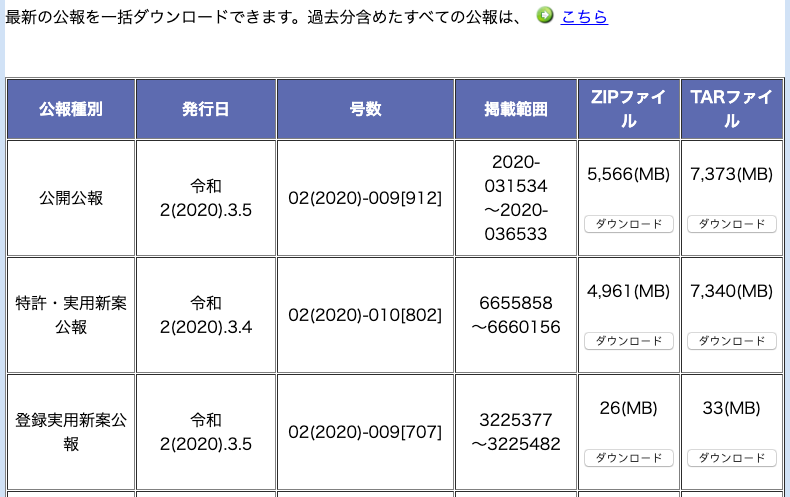 最新の公報を一括ダウンロードできます。過去分含めたすべての公報は、 こちら
公報種別 発行日 号数 掲載範囲 ZIPファイル TARファイル
公開公報
令和
2(2020).3.5
02(2020)-009[912]
2020-
031534
～2020-
036533
5,566(MB)
ダウンロード
7,373(MB)
ダウンロード
特許・実用新案
公報
令和
2(2020).3.4
02(2020)-010[802]
6655858
～6660156
4,961(MB)
ダウンロード
7,340(MB)
ダウンロード
登録実用新案公
報
令和
2(2020).3.5
02(2020)-009[707]
3225377
～3225482
26(MB)
ダウンロード
33(MB)
ダウンロード